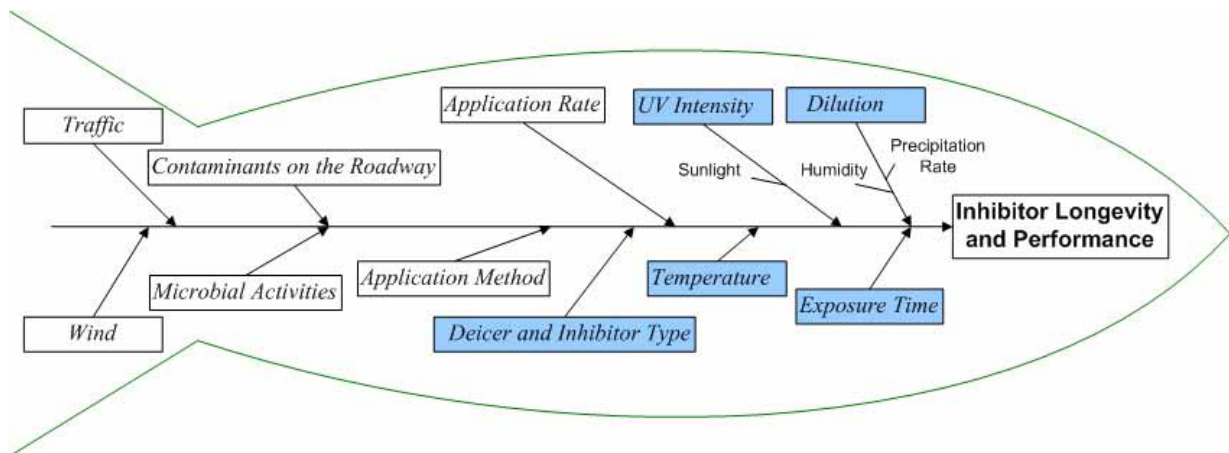 Application Rate
UV Intensity
Dilution
Traffic
Contaminants on the Roadway
Sunlight
Humidity
Precipitation
Rate
Inhibitor Longevity
and Performance
Microbial Activities
Application Method
Temperature
Exposure Time
Wind
Deicer and Inhibitor Type